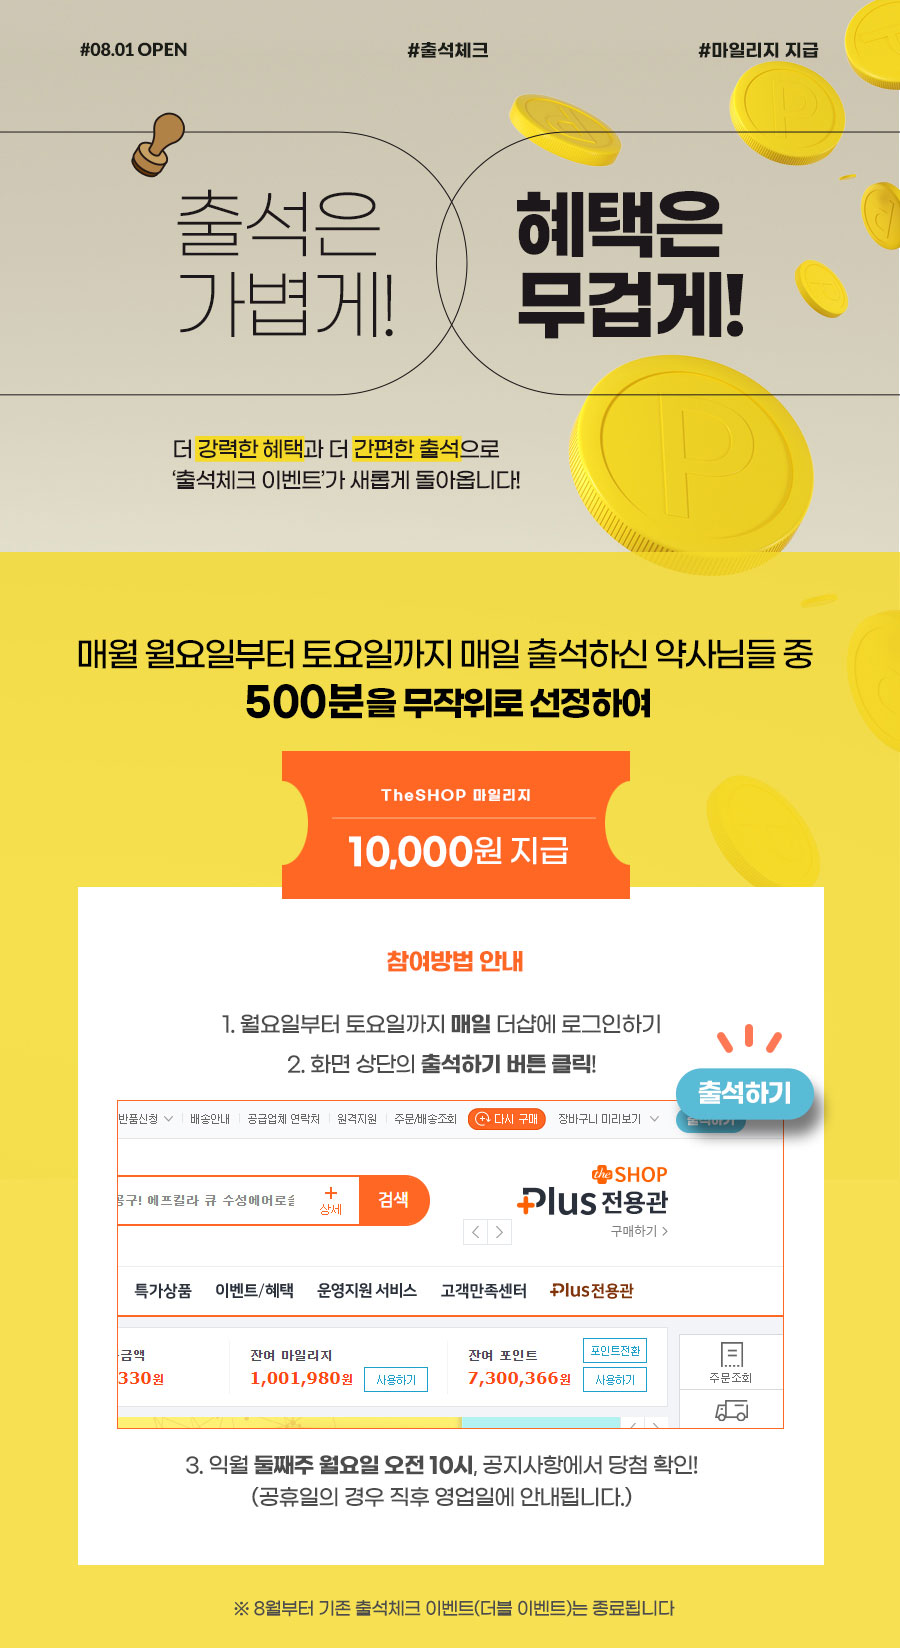 #08.01 OPEN
#출석체크
#마일리지 지급
출석은
가볍게!
혜택은
무겁게!
더 강력한 혜택과 더 간편한 출석으로
‘출석체크 이벤트’가 새롭게 돌아옵니다!
매월 월요일부터 토요일까지 매일 출석하신 약사님들 중
500분을 무작위로 선정하여
TheSHOP 마일리지
10,000원 지급
참여방법 안내
1. 월요일부터 토요일까지 매일 더샵에 로그인하기
2. 화면 상단의 출석하기 버튼 클릭!
출석하기
반품신청 배송안내 공급업체 연락처 원격지원 주문/배송조회 다시 구매 장바구니 미리보기 출석하기
the SHOP
Plus 전용관
구매하기 >
공구! 에프킬라 큐 수성에어로솔
상세
검색
특가상품 이벤트/혜택 운영지원 서비스 고객만족센터 Plus전용관
금액
330원
잔여 마일리지
1,001,980원 사용하기
잔여 포인트 포인트전환
7,300,366원 사용하기
주문조회
3. 익월 둘째주 월요일 오전 10시, 공지사항에서 당첨 확인!
(공휴일의 경우 직후 영업일에 안내됩니다.)
※ 8월부터 기존 출석체크 이벤트(더블 이벤트)는 종료됩니다